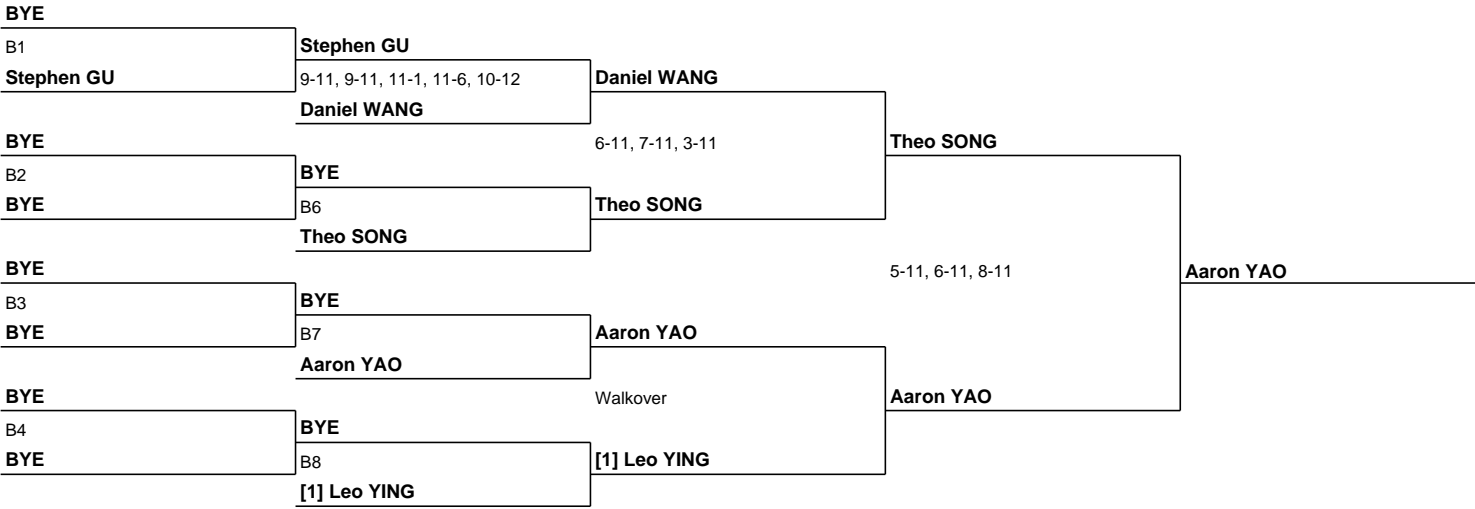 BYE
B1
Stephen GU
Stephen GU
9-11, 9-11, 11-1, 11-6, 10-12
Daniel WANG
Daniel WANG
BYE
6-11, 7-11, 3-11
Theo SONG
B2
BYE
BYE
B6
Theo SONG
Theo SONG
BYE
5-11, 6-11, 8-11
Aaron YAO
B3
BYE
BYE
B7
Aaron YAO
Aaron YAO
BYE
Walkover
Aaron YAO
B4
BYE
BYE
B8
[1] Leo YING
[1] Leo YING